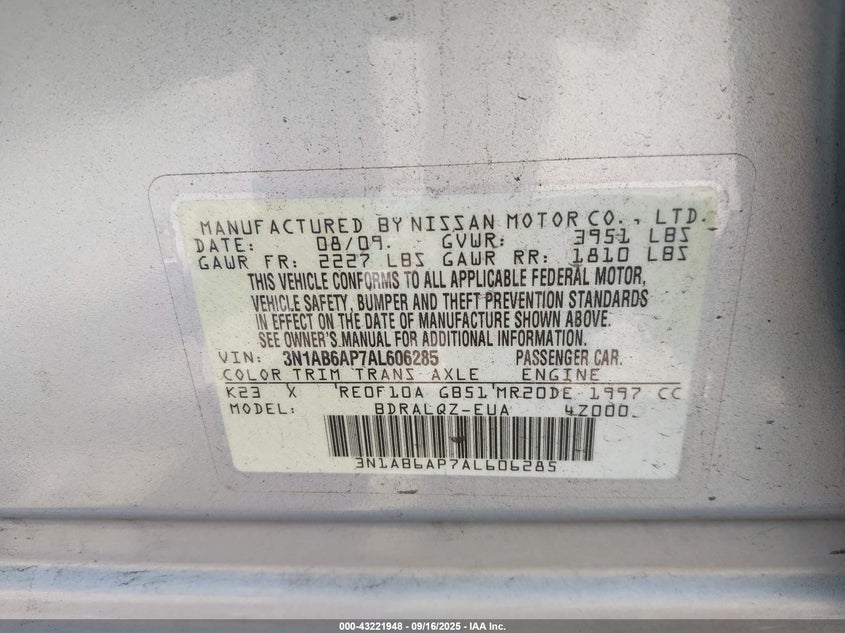 MANUFACTURED BY NISSAN MOTOR CO., LTD.
DATE: 08/09. GVWR: 3951 LBS
GAWR FR: 2227 LBS GAWR RR: 1810 LBS
THIS VEHICLE CONFORMS TO ALL APPLICABLE FEDERAL MOTOR,
VEHICLE SAFETY, BUMPER AND THEFT PREVENTION STANDARDS
IN EFFECT ON THE DATE OF MANUFACTURE SHOWN ABOVE.
SEE OWNER'S MANUAL FOR ADDITIONAL INFORMATION.
VIN: 3N1AB6AP7AL606285 PASSENGER CAR.
COLOR TRIM TRANS AXLE ENGINE
K23 X RE0F10A GB51 MR20DE 1997 CC
MODEL: BDRALQZ-EUA 4Z000
3N1AB6AP7AL606285
000-43221948 - 09/16/2025 - IAA Inc.